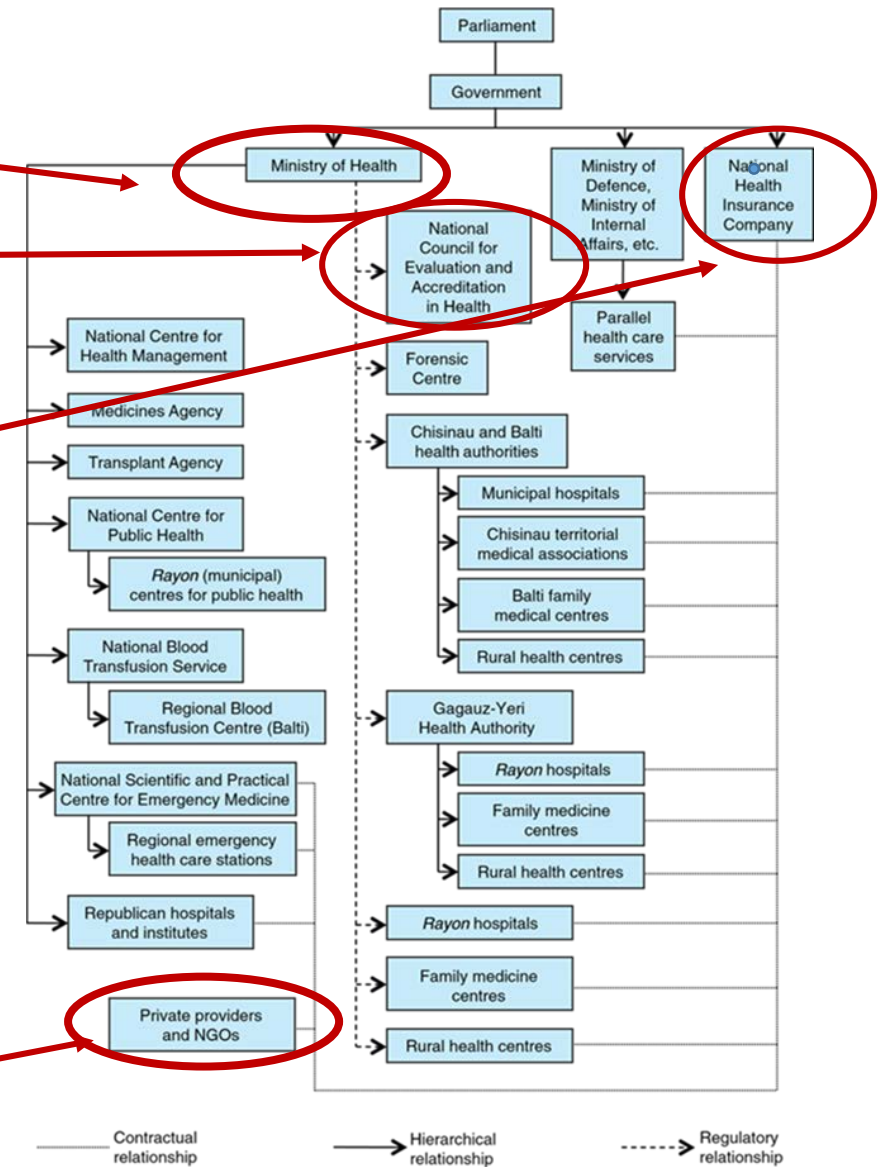 Parliament
Government
Ministry of Health
Ministry of
Defence,
Ministry of
Internal
Affairs, etc.
National
Health
Insurance
Company
National
Council for
Evaluation and
Accreditation
in Health
Parallel
health care
services
National Centre for
Health Management
Forensic
Centre
Medicines Agency
Chisinau and Balti
health authorities
Transplant Agency
Municipal hospitals
National Centre for
Public Health
Chisinau territorial
medical associations
Rayon (municipal)
centres for public health
Balti family
medical centres
National Blood
Transfusion Service
Rural health centres
Regional Blood
Transfusion Centre (Balti)
Gagauz-Yeri
Health Authority
National Scientific and Practical
Centre for Emergency Medicine
Rayon hospitals
Regional emergency
health care stations
Family medicine
centres
Rural health centres
Republican hospitals
and institutes
Rayon hospitals
Family medicine
centres
Private providers
and NGOs
Rural health centres
Contractual
relationship
Hierarchical
relationship
Regulatory
relationship